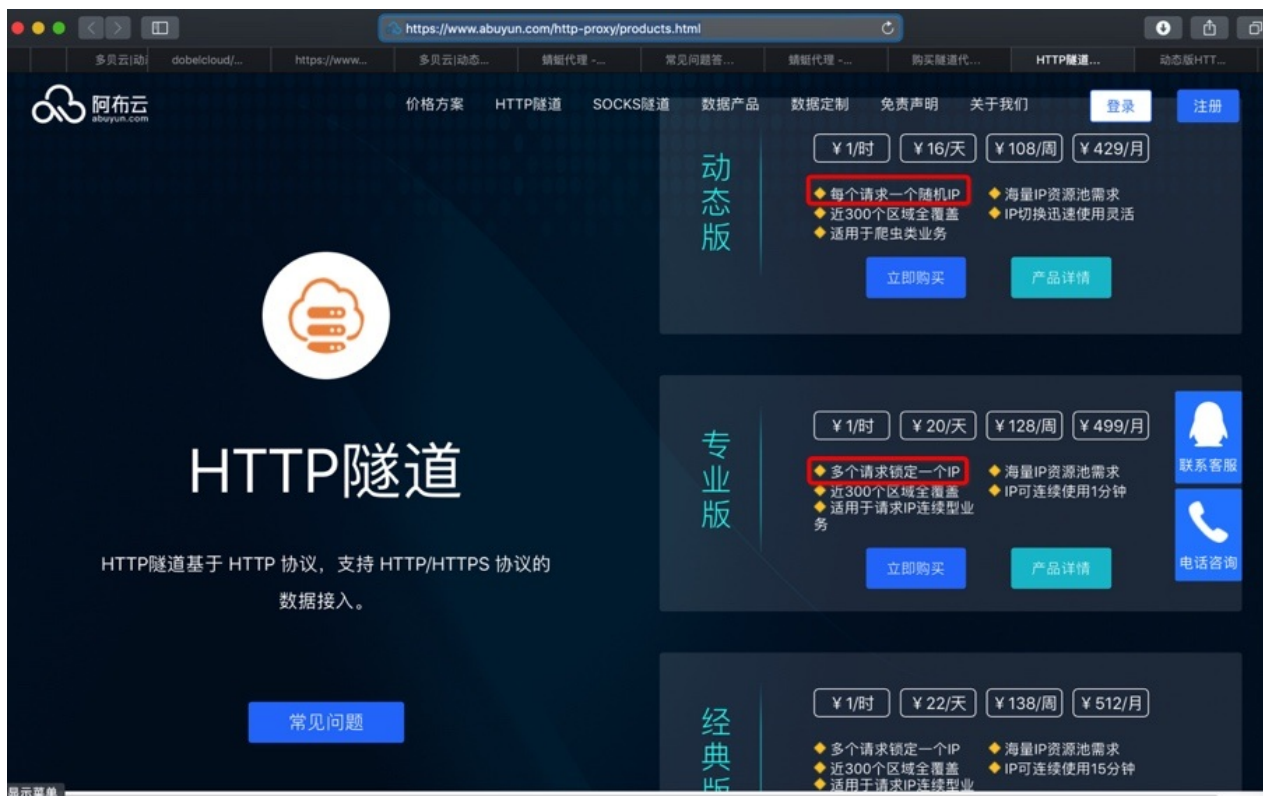 https://www.abuyun.com/http-proxy/products.html
多贝云|动
dobelcloud/...
https://www...
多贝云|动态...
蜻蜓代理 -...
常见问题答...
蜻蜓代理 -...
购买隧道代...
HTTP隧道...
动态版HTT...
阿布云
abuyun.com
价格方案
HTTP隧道
SOCKS隧道
数据产品
数据定制
免责声明
关于我们
登录
注册
HTTP隧道
HTTP隧道基于 HTTP 协议，支持 HTTP/HTTPS 协议的
数据接入。
常见问题
动态版
¥1/时
¥16/天
¥108/周
¥429/月
每个请求一个随机IP
海量IP资源池需求
近300个区域全覆盖
IP切换迅速使用灵活
适用于爬虫类业务
立即购买
产品详情
专业版
¥1/时
¥20/天
¥128/周
¥499/月
多个请求锁定一个IP
海量IP资源池需求
近300个区域全覆盖
IP可连续使用1分钟
适用于请求IP连续型业
务
立即购买
产品详情
联系客服
电话咨询
经典版
¥1/时
¥22/天
¥138/周
¥512/月
多个请求锁定一个IP
海量IP资源池需求
近300个区域全覆盖
IP可连续使用15分钟
适用于请求IP连续型业
显示菜单